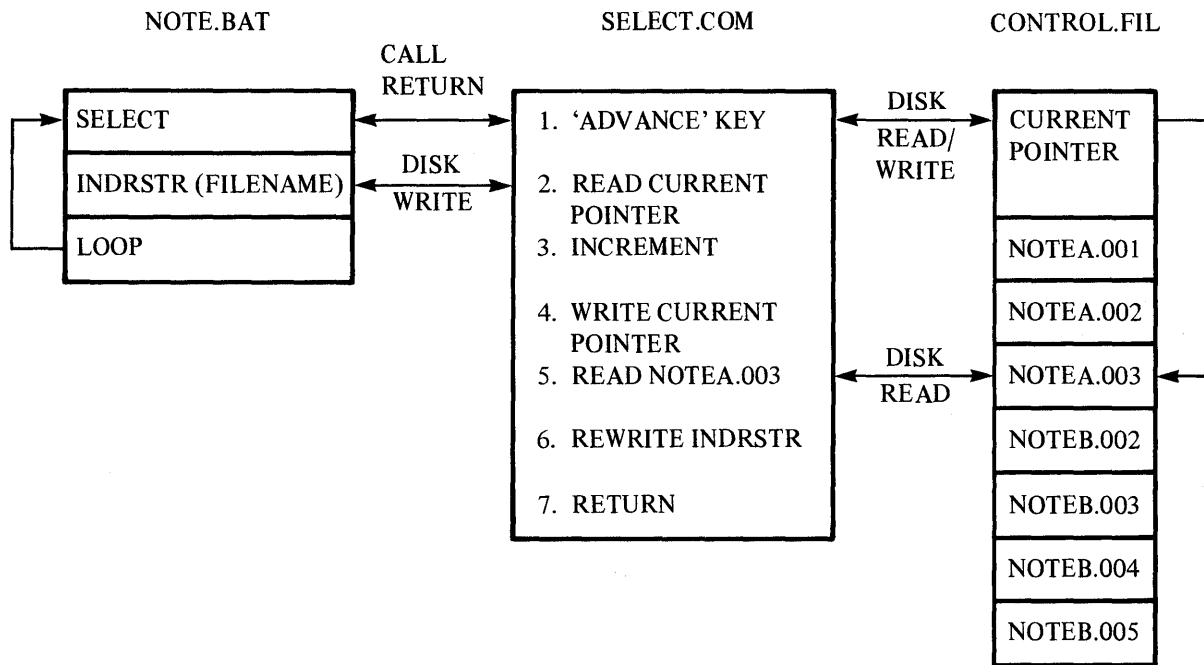 NOTE.BAT
SELECT.COM
CONTROL.FIL
CALL
RETURN
SELECT
INDRSTR (FILENAME)
LOOP
DISK
WRITE
1. ‘ADVANCE’ KEY
2. READ CURRENT
POINTER
3. INCREMENT
4. WRITE CURRENT
POINTER
5. READ NOTEA.003
6. REWRITE INDRSTR
7. RETURN
DISK
READ/
WRITE
DISK
READ
CURRENT
POINTER
NOTEA.001
NOTEA.002
NOTEA.003
NOTEB.002
NOTEB.003
NOTEB.004
NOTEB.005